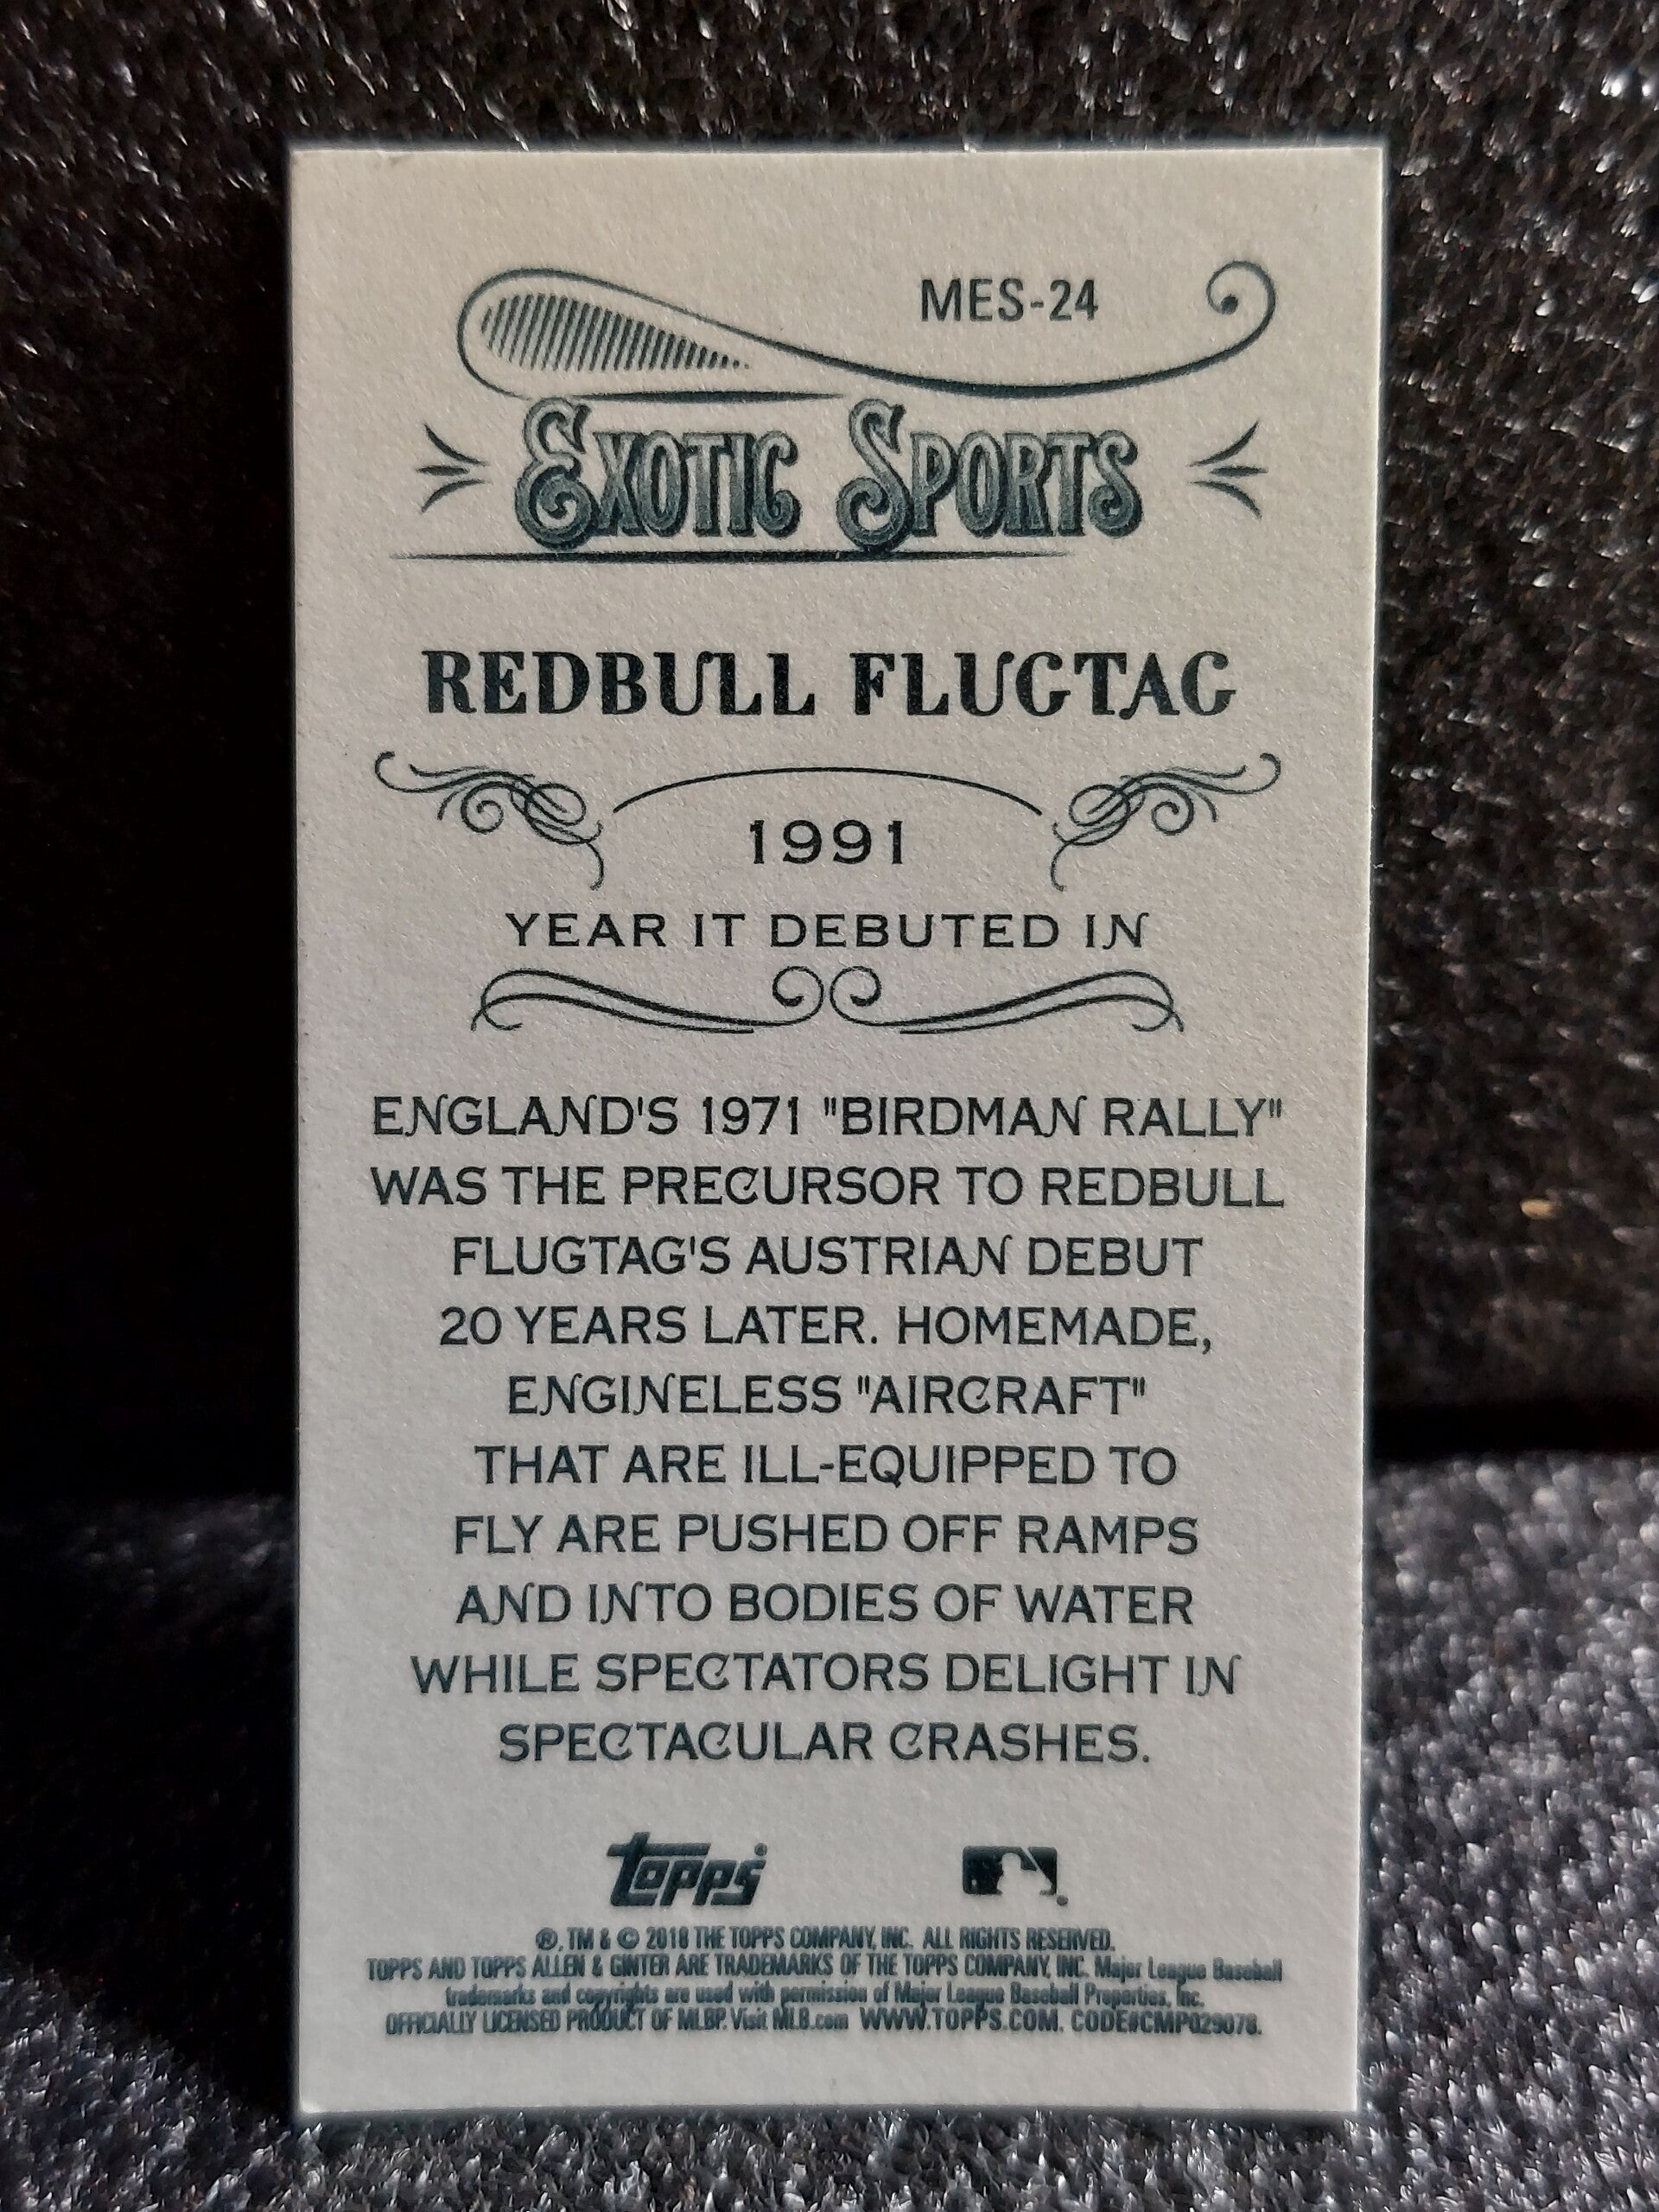 MES-24
EXOTIC SPORTS
REDBULL FLUGTAG
1991
YEAR IT DEBUTED IN
ENGLAND'S 1971 "BIRDMAN RALLY"
WAS THE PRECURSOR TO REDBULL
FLUGTAG'S AUSTRIAN DEBUT
20 YEARS LATER. HOMEMADE,
ENGINELESS "AIRCRAFT"
THAT ARE ILL-EQUIPPED TO
FLY ARE PUSHED OFF RAMPS
AND INTO BODIES OF WATER
WHILE SPECTATORS DELIGHT IN
SPECTACULAR CRASHES.
topps
®, TM & © 2018 THE TOPPS COMPANY, INC. ALL RIGHTS RESERVED.
TOPPS AND TOPPS ALLEN & GINTER ARE TRADEMARKS OF THE TOPPS COMPANY, INC. Major League Baseball
trademarks and copyrights are used with permission of Major League Baseball Properties, Inc.
OFFICIALLY LICENSED PRODUCT OF MLBP. Visit MLB.com WWW.TOPPS.COM. CODE#CMP029078.